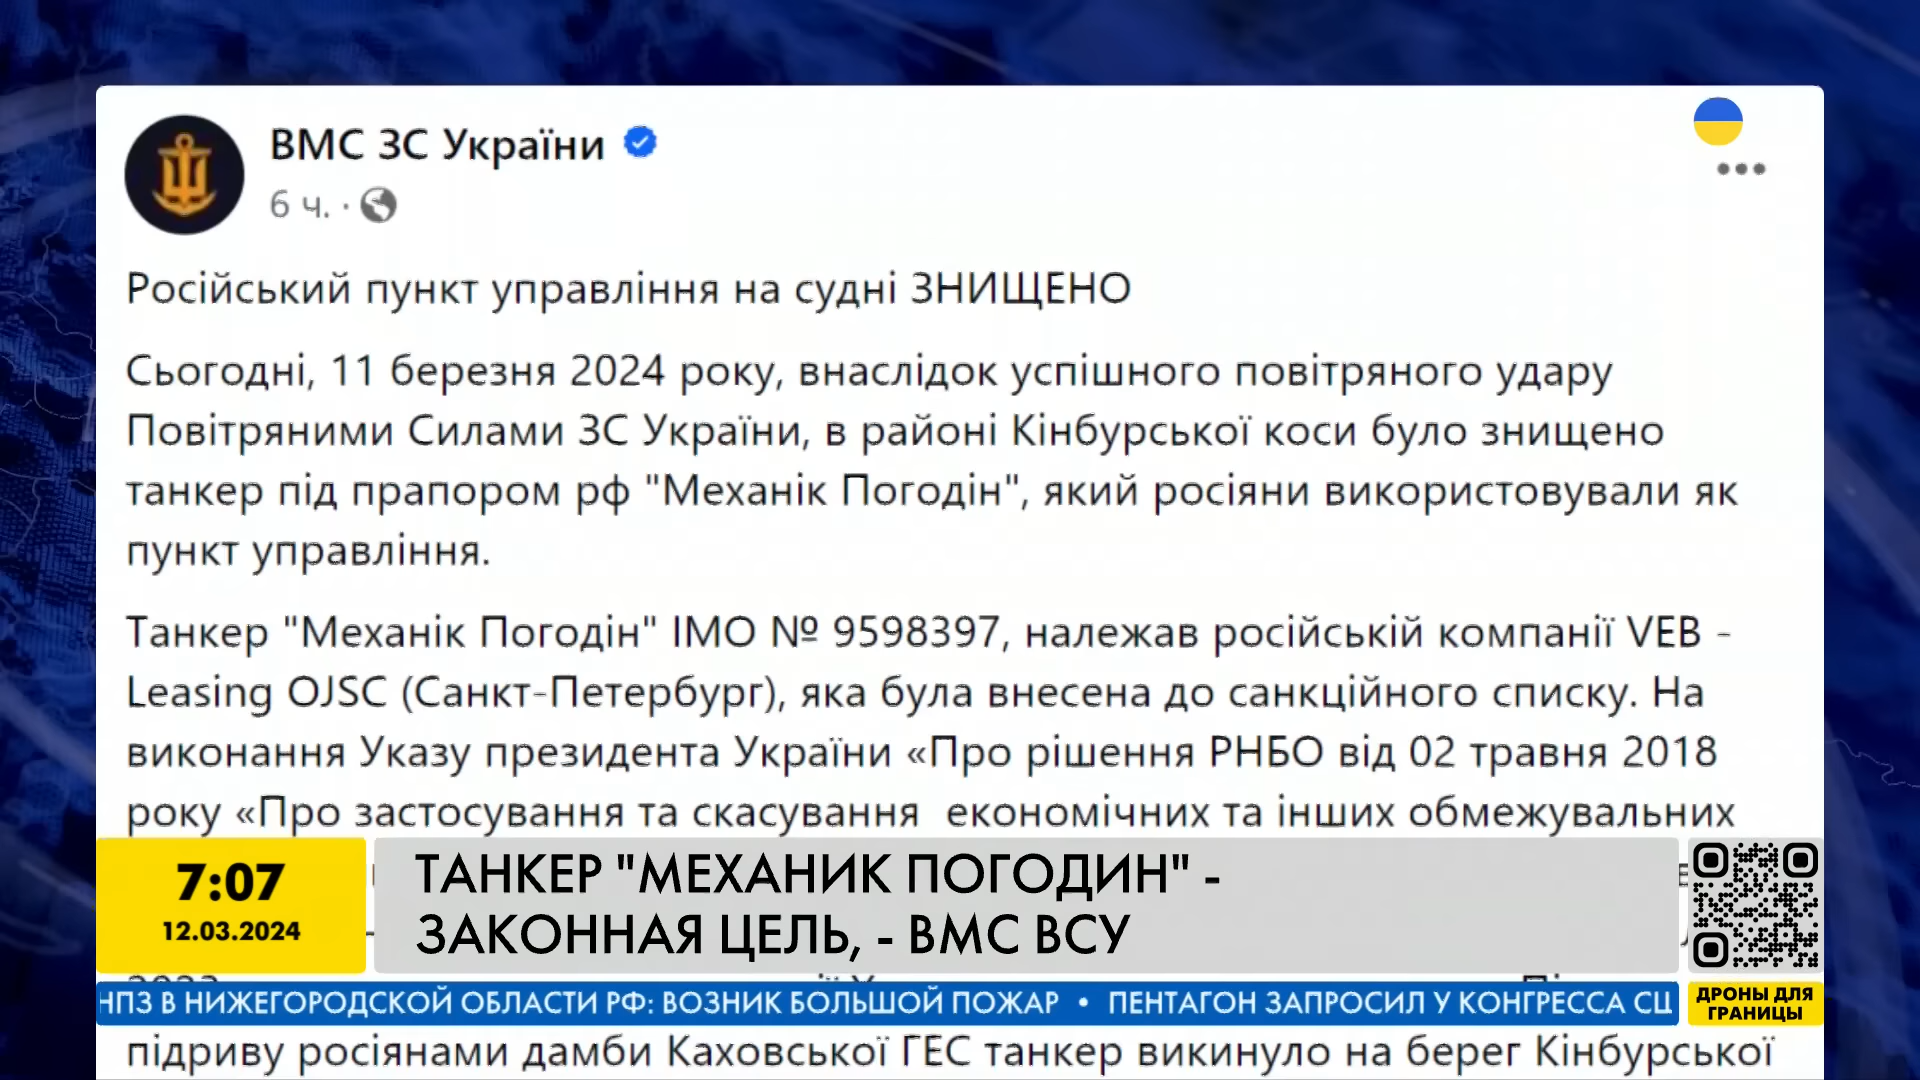 ВМС ЗС України
6 ч. ·
Російський пункт управління на судні ЗНИЩЕНО
Сьогодні, 11 березня 2024 року, внаслідок успішного повітряного удару
Повітряними Силами ЗС України, в районі Кінбурської коси було знищено
танкер під прапором рф "Механік Погодін", який росіяни використовували як
пункт управління.
Танкер "Механік Погодін" ІМО № 9598397, належав російській компанії VEB -
Leasing OJSC (Санкт-Петербург), яка була внесена до санкційного списку. На
виконання Указу президента України «Про рішення РНБО від 02 травня 2018
року «Про застосування та скасування економічних та інших обмежувальних
7:07
12.03.2024
ТАНКЕР "МЕХАНИК ПОГОДИН" -
ЗАКОННАЯ ЦЕЛЬ, - ВМС ВСУ
НПЗ В НИЖЕГОРОДСКОЙ ОБЛАСТИ РФ: ВОЗНИК БОЛЬШОЙ ПОЖАР • ПЕНТАГОН ЗАПРОСИЛ У КОНГРЕССА
ДРОНЫ ДЛЯ
ГРАНИЦЫ
підриву росіянами дамби Каховської ГЕС танкер викинуло на берег Кінбурської